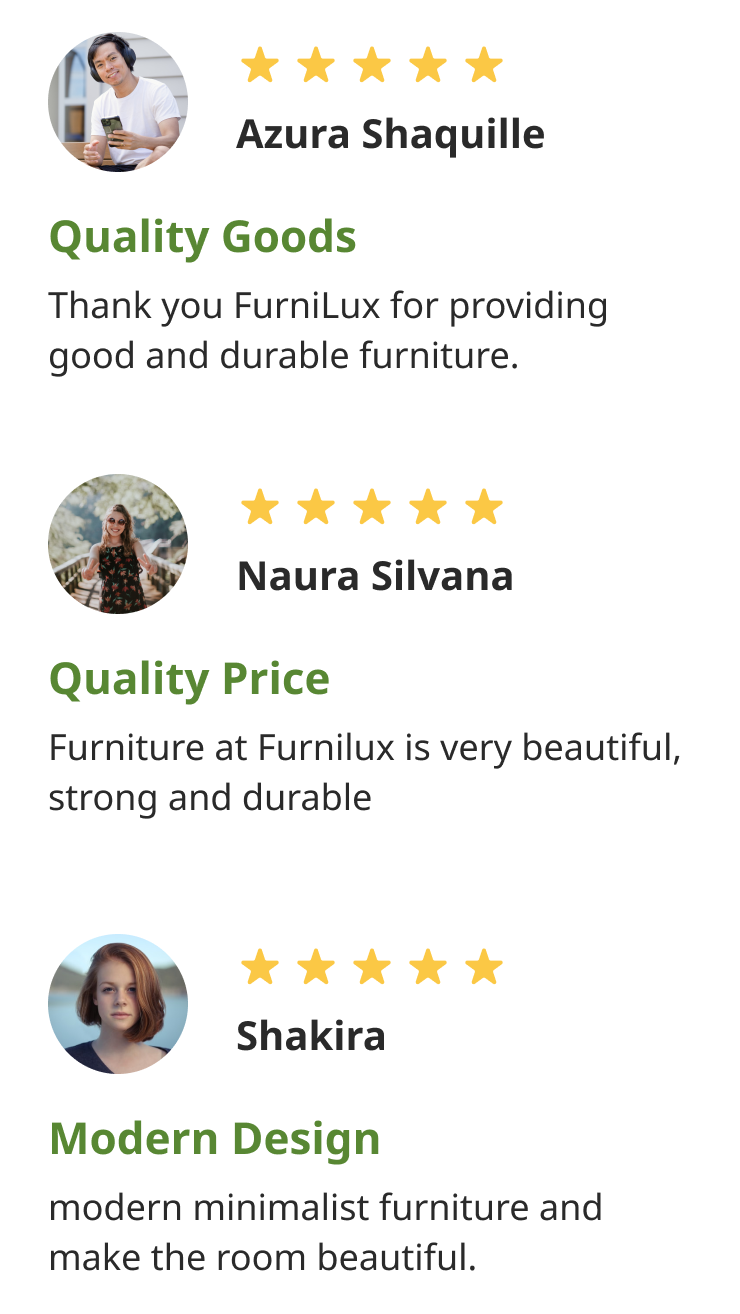 Azura Shaquille
Quality Goods
Thank you FurniLux for providing
good and durable furniture.
Naura Silvana
Quality Price
Furniture at Furnilux is very beautiful,
strong and durable
Shakira
Modern Design
modern minimalist furniture and
make the room beautiful.